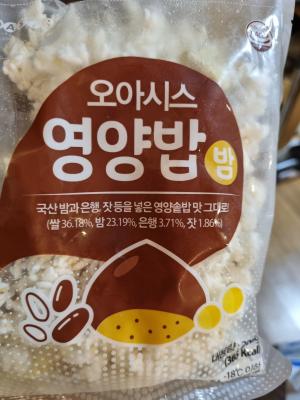 오아시스
영양밥
밤
국산 밤과 은행, 잣 등을 넣은 영양솥밥 맛 그대로!
(쌀 36.18%, 밤 23.19%, 은행 3.71%, 잣 1.86%)